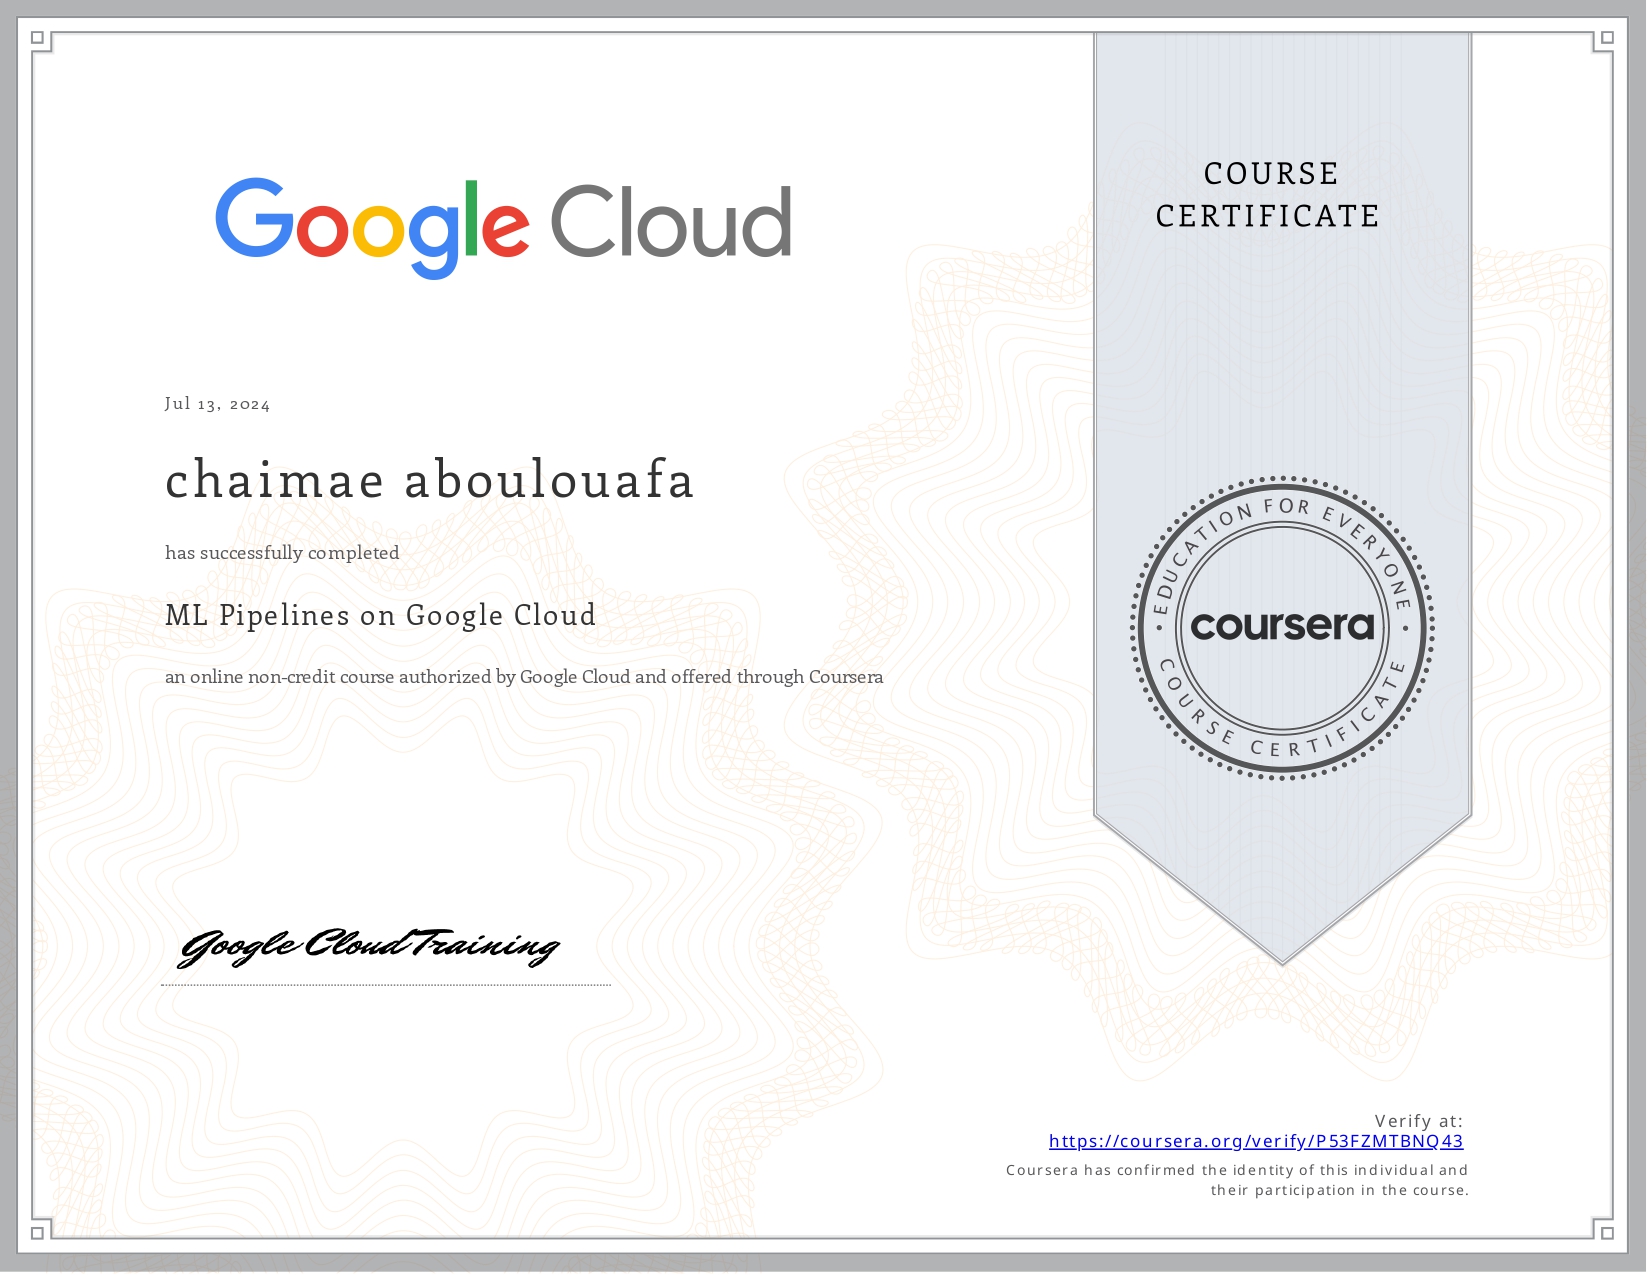 Google Cloud
COURSE
CERTIFICATE
Jul 13, 2024
chaimae aboulouafa
has successfully completed
ML Pipelines on Google Cloud
an online non-credit course authorized by Google Cloud and offered through Coursera
EDUCATION FOR EVERYONE
coursera
COURSE CERTIFICATE
Google Cloud Training
Verify at:
https://coursera.org/verify/P53FZMTBNQ43
Coursera has confirmed the identity of this individual and
their participation in the course.